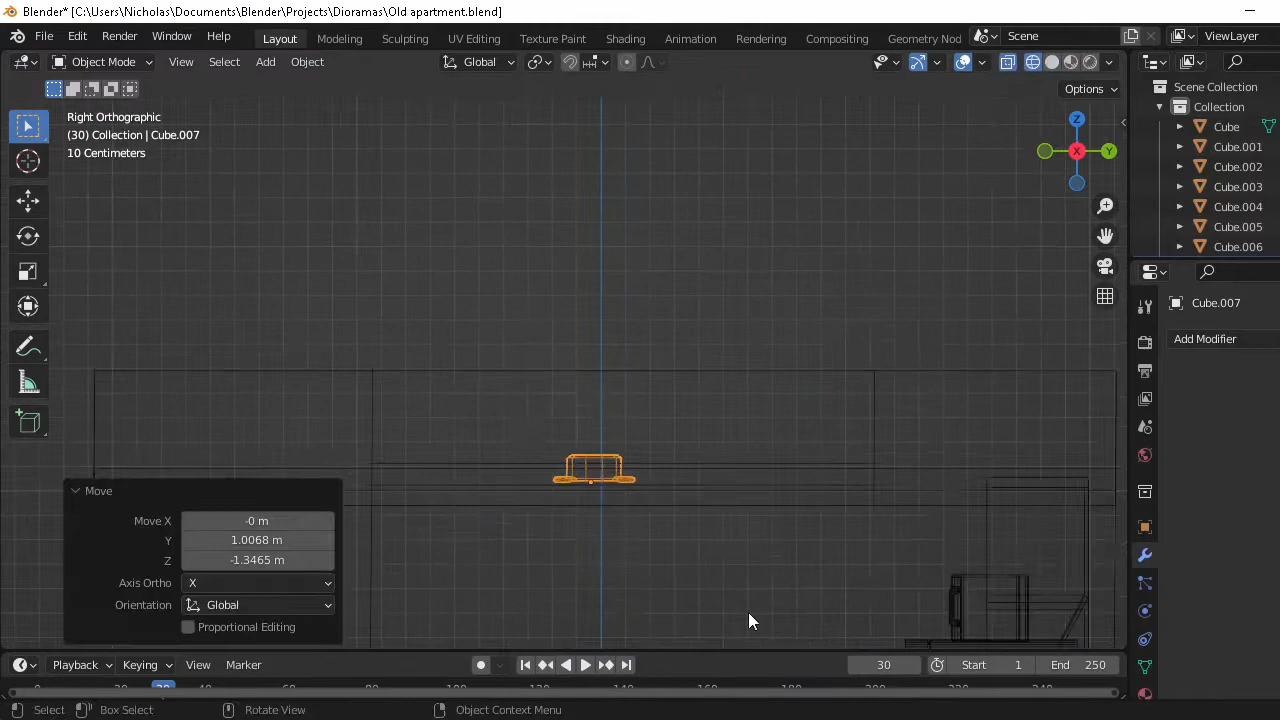 Blender* [C:\Users\Nicholas\Documents\Blender\Projects\Dioramas\Old apartment.blend]
File Edit Render Window Help Layout Modeling Sculpting UV Editing Texture Paint Shading Animation Rendering Compositing Geometry Nod Scene ViewLayer
Object Mode View Select Add Object Global
Options
Right Orthographic
(30) Collection | Cube.007
10 Centimeters
Z
X
Y
Scene Collection
Collection
Cube
Cube.001
Cube.002
Cube.003
Cube.004
Cube.005
Cube.006
Cube.007
Add Modifier
Move
Move X -0 m
Y 1.0068 m
Z -1.3465 m
Axis Ortho X
Orientation Global
Proportional Editing
Playback Keying View Marker 30 Start 1 End 250
Select Box Select Rotate View Object Context Menu